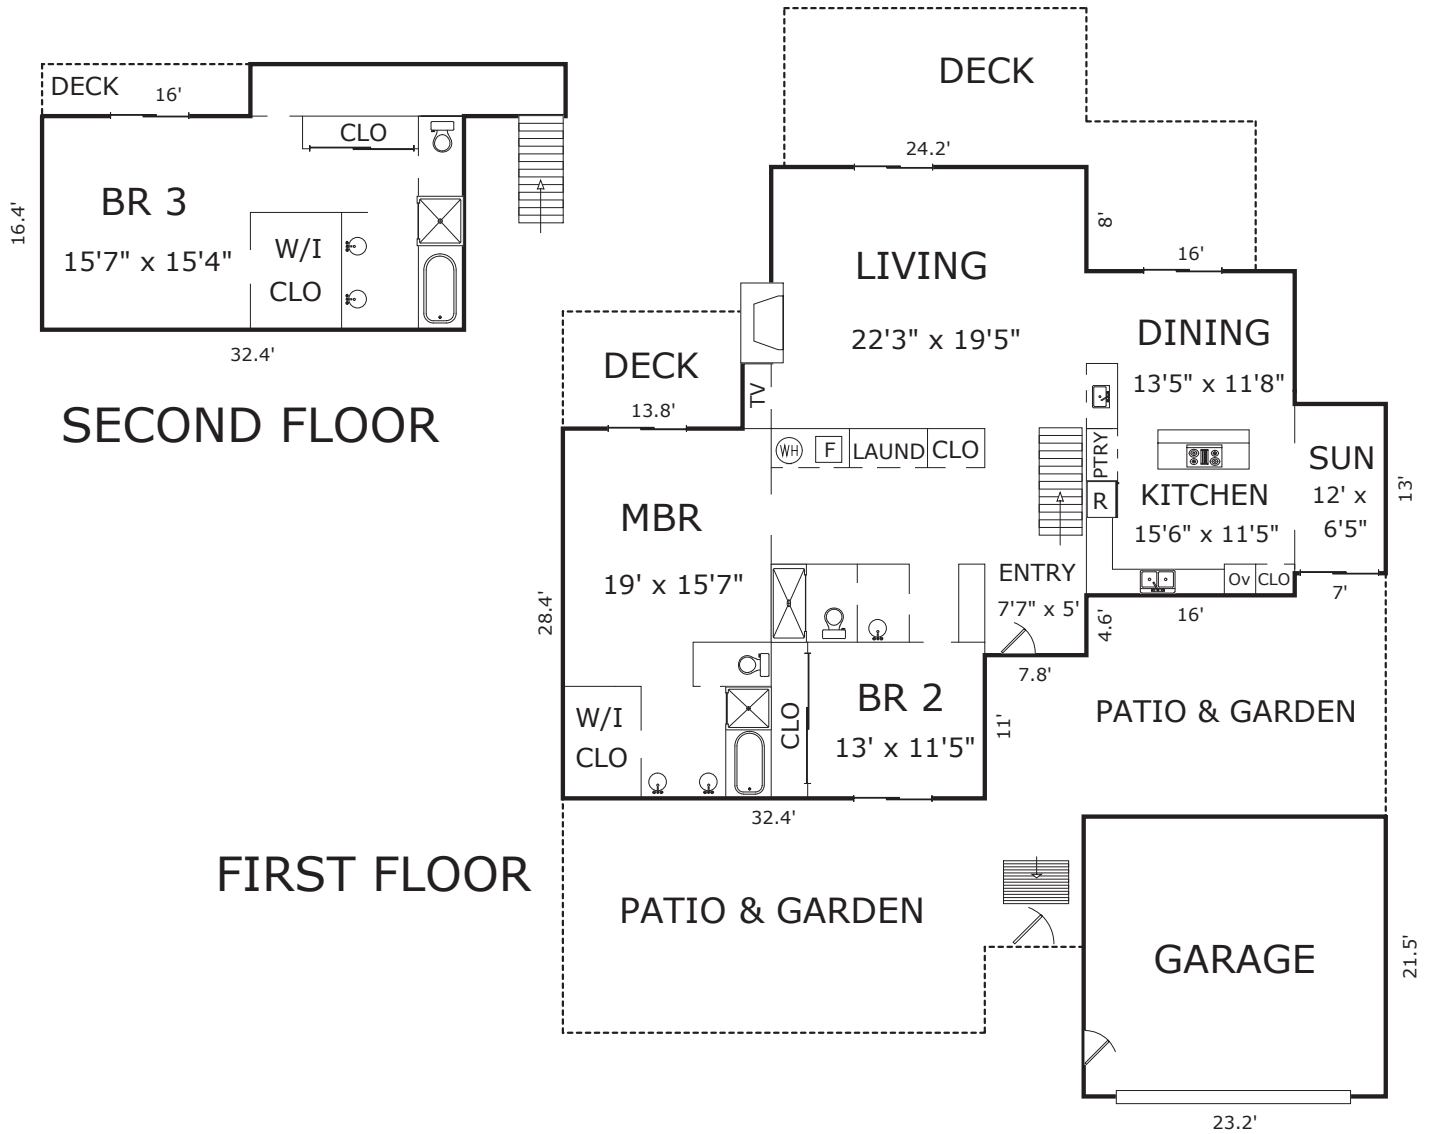 DECK
16'
CLO
BR 3
15'7" x 15'4"
W/I
CLO
16.4'
32.4'
SECOND FLOOR
DECK
24.2'
8'
16'
LIVING
22'3" x 19'5"
DINING
13'5" x 11'8"
DECK
13.8'
TV
WH
F
LAUND
CLO
PTRY
R
SUN
12' x
6'5"
13'
KITCHEN
15'6" x 11'5"
MBR
19' x 15'7"
28.4'
ENTRY
7'7" x 5'
Ov
CLO
7'
16'
4.6'
7.8'
W/I
CLO
CLO
BR 2
13' x 11'5"
11'
32.4'
PATIO & GARDEN
FIRST FLOOR
PATIO & GARDEN
GARAGE
21.5'
23.2'